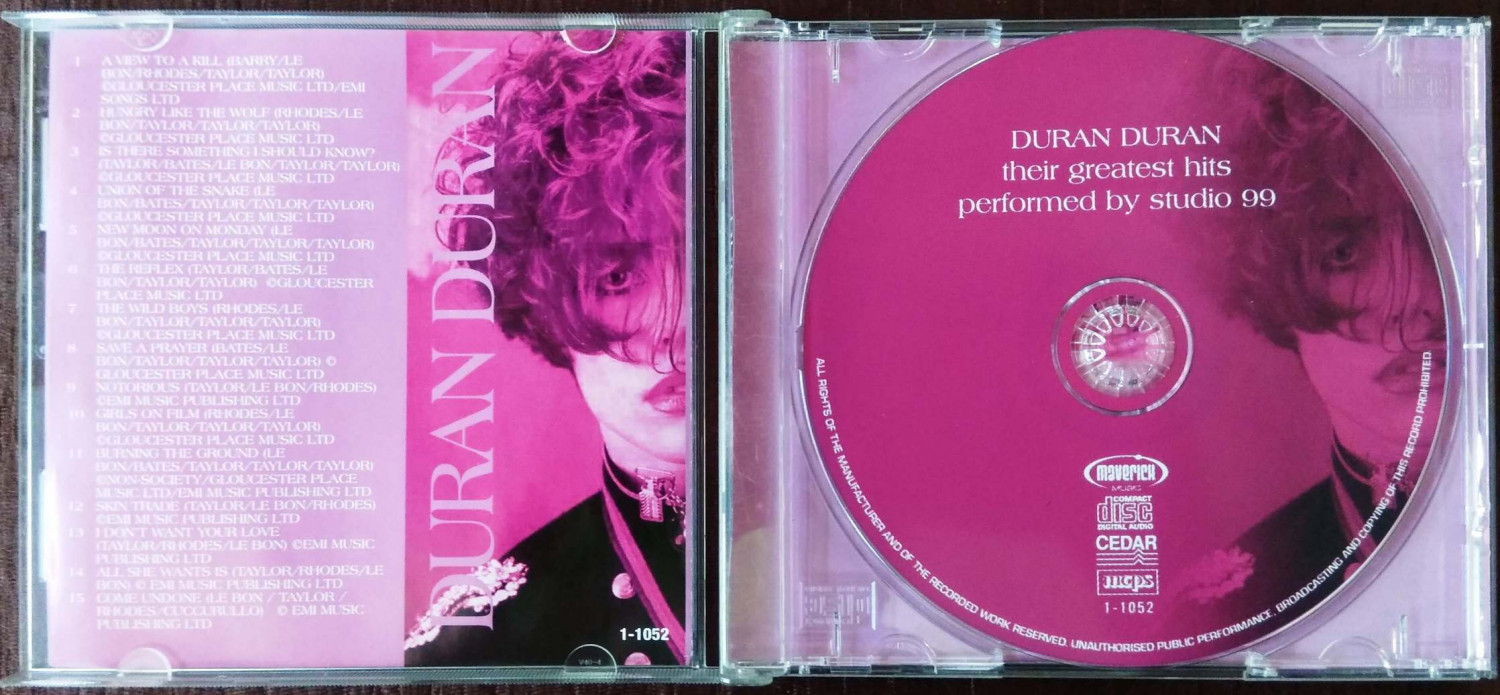 1 A VIEW TO A KILL (BARRY/LE
BON/RHODES/TAYLOR/TAYLOR)
©GLOUCESTER PLACE MUSIC LTD/EMI
SONGS LTD
2 HUNGRY LIKE THE WOLF (RHODES/LE
BON/TAYLOR/TAYLOR/TAYLOR)
©GLOUCESTER PLACE MUSIC LTD
3 IS THERE SOMETHING I SHOULD KNOW?
(TAYLOR/BATES/LE BON/TAYLOR/TAYLOR)
©GLOUCESTER PLACE MUSIC LTD
4 UNION OF THE SNAKE (LE
BON/BATES/TAYLOR/TAYLOR/TAYLOR)
©GLOUCESTER PLACE MUSIC LTD
5 NEW MOON ON MONDAY (LE
BON/BATES/TAYLOR/TAYLOR/TAYLOR)
©GLOUCESTER PLACE MUSIC LTD
6 THE REFLEX (TAYLOR/BATES/LE
BON/TAYLOR/TAYLOR) ©GLOUCESTER
PLACE MUSIC LTD
7 THE WILD BOYS (RHODES/LE
BON/TAYLOR/TAYLOR/TAYLOR)
©GLOUCESTER PLACE MUSIC LTD
8 SAVE A PRAYER (BATES/LE
BON/TAYLOR/TAYLOR/TAYLOR) ©
GLOUCESTER PLACE MUSIC LTD
9 NOTORIOUS (TAYLOR/LE BON/RHODES)
©EMI MUSIC PUBLISHING LTD
10 GIRLS ON FILM (RHODES/LE
BON/TAYLOR/TAYLOR/TAYLOR)
©GLOUCESTER PLACE MUSIC LTD
11 BURNING THE GROUND (LE
BON/BATES/TAYLOR/TAYLOR/TAYLOR)
©NON-SOCIETY/GLOUCESTER PLACE
MUSIC LTD/EMI MUSIC PUBLISHING LTD
12 SKIN TRADE (TAYLOR/LE BON/RHODES)
©EMI MUSIC PUBLISHING LTD
13 I DON'T WANT YOUR LOVE
(TAYLOR/RHODES/LE BON) ©EMI MUSIC
PUBLISHING LTD
14 ALL SHE WANTS IS (TAYLOR/RHODES/LE
BON) © EMI MUSIC PUBLISHING LTD
15 COME UNDONE (LE BON / TAYLOR /
RHODES/CUCCURULLO) © EMI MUSIC
PUBLISHING LTD
DURAN DURAN
1-1052
DURAN DURAN
their greatest hits
performed by studio 99
maverick
MUSIC
COMPACT
disc
DIGITAL AUDIO
CEDAR
mcps
1-1052
ALL RIGHTS OF THE MANUFACTURER AND OF THE RECORDED WORK RESERVED. UNAUTHORISED PUBLIC PERFORMANCE, BROADCASTING AND COPYING OF THIS RECORD PROHIBITED